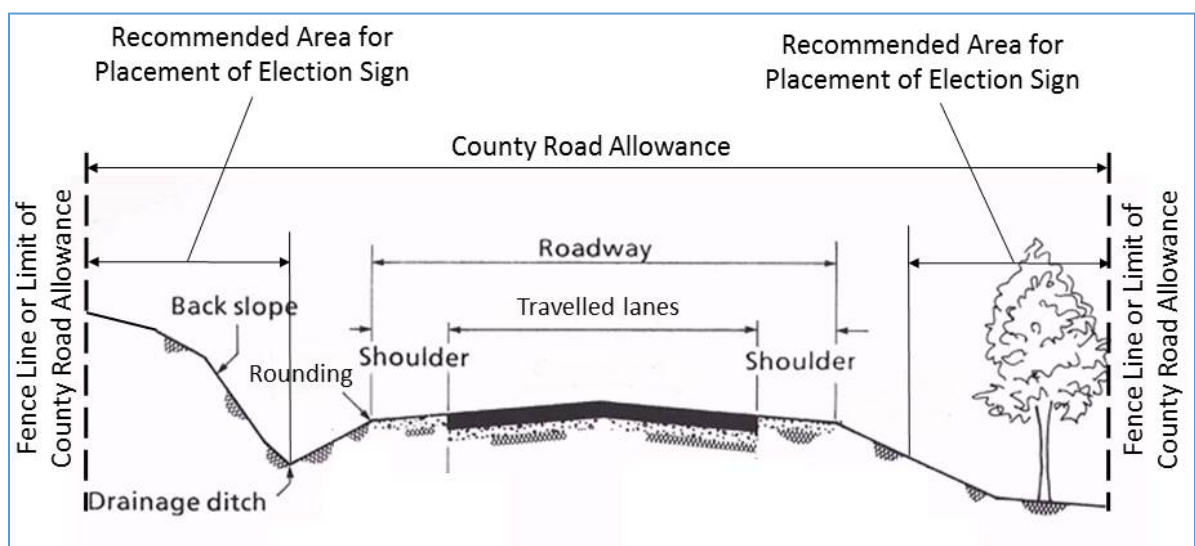 Recommended Area for
Placement of Election Sign
Recommended Area for
Placement of Election Sign
County Road Allowance
Fence Line or Limit of
County Road Allowance
Roadway
Back slope
Travelled lanes
Shoulder
Shoulder
Rounding
Drainage ditch
Fence Line or Limit of
County Road Allowance